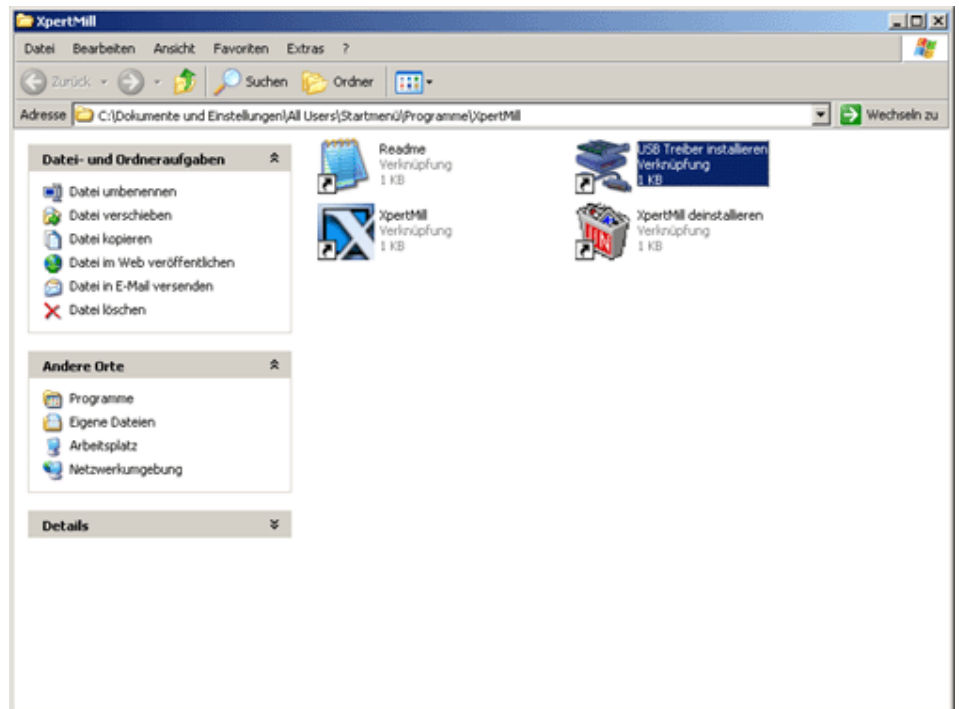 XpertMill
Datei Bearbeiten Ansicht Favoriten Extras ?
Zurück Suchen Ordner
Adresse C:\Dokumente und Einstellungen\All Users\Startmenü\Programme\XpertMill Wechseln zu
Datei- und Ordneraufgaben
Datei umbenennen
Datei verschieben
Datei kopieren
Datei im Web veröffentlichen
Datei in E-Mail versenden
Datei löschen
Andere Orte
Programme
Eigene Dateien
Arbeitsplatz
Netzwerkumgebung
Details
Readme
Verknüpfung
1 KB
USB Treiber installieren
Verknüpfung
1 KB
XpertMill
Verknüpfung
1 KB
XpertMill deinstallieren
Verknüpfung
1 KB